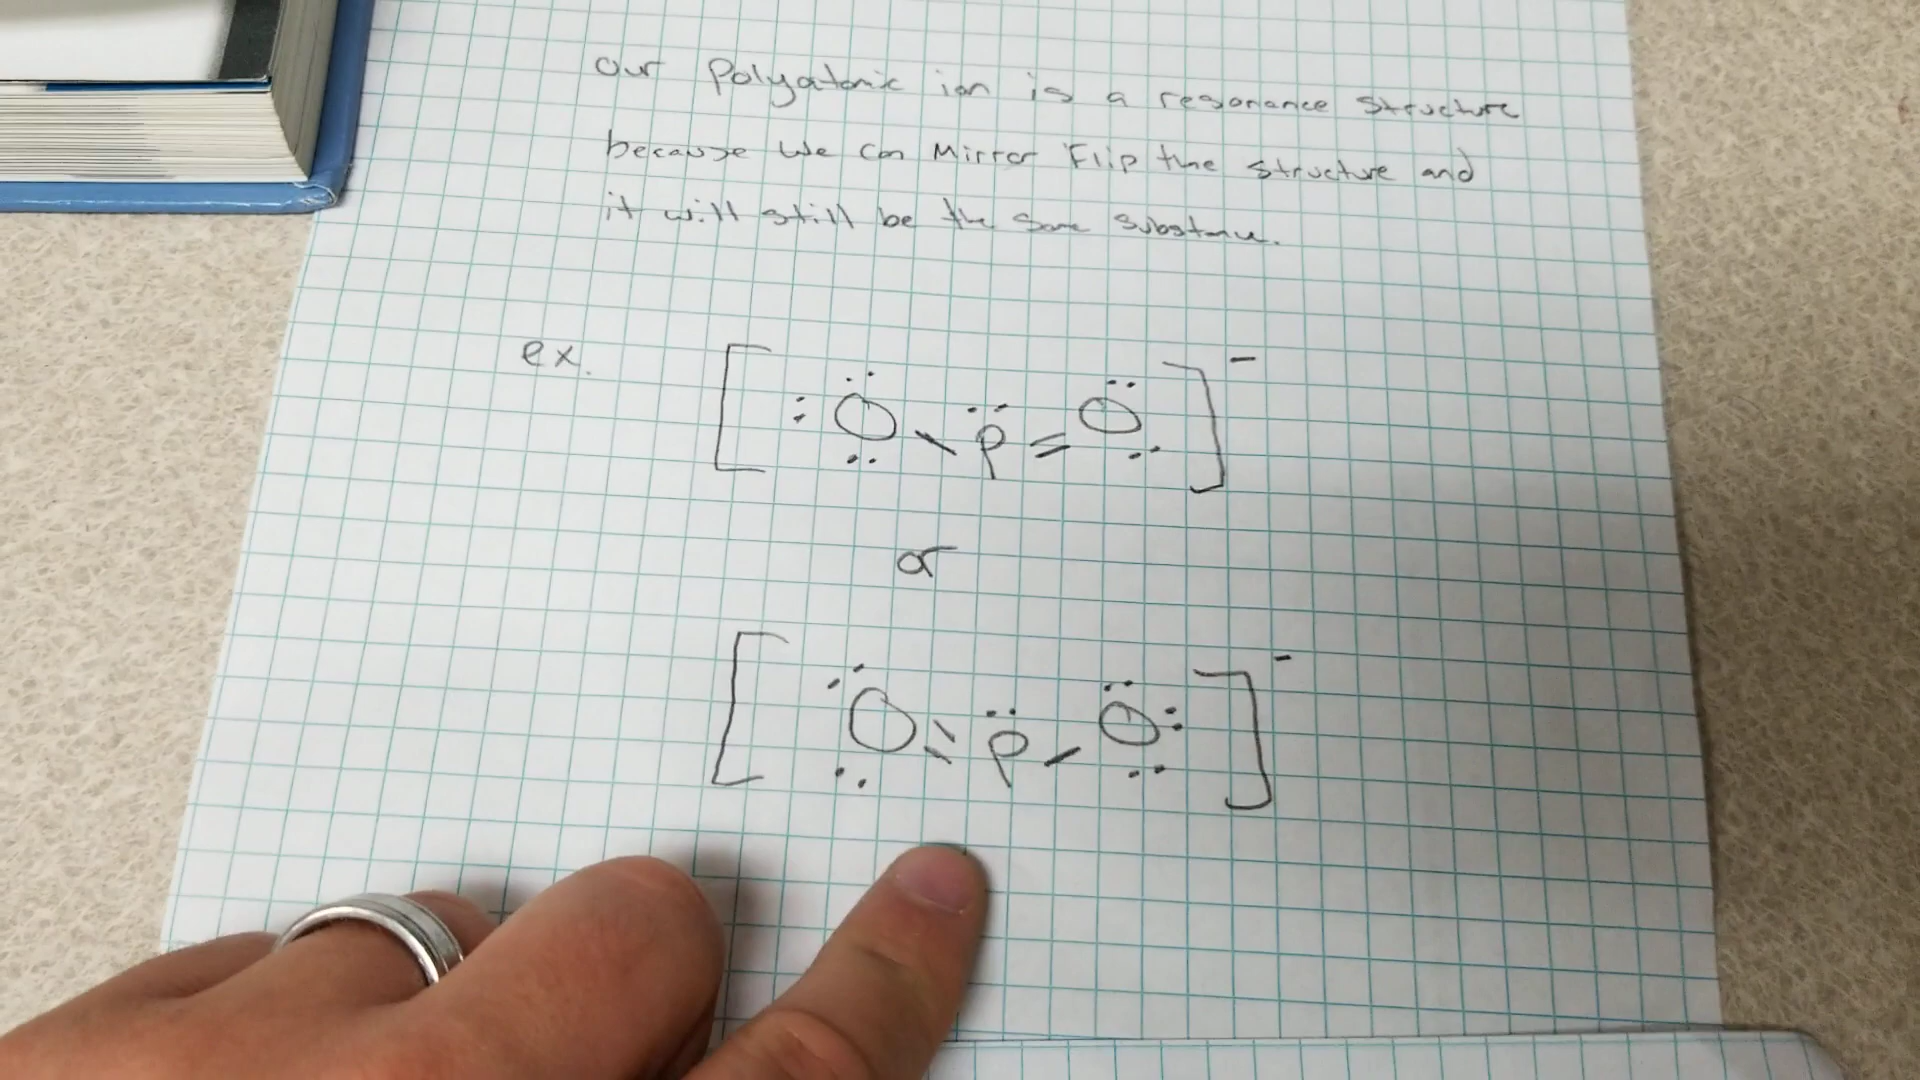 Our Polyatomic ion is a resonance structure
because we can Mirror Flip the structure and
it will still be the same substance.
ex.
[:Ö-P̈=Ö:]⁻
or
[:Ö=P̈-Ö:]⁻